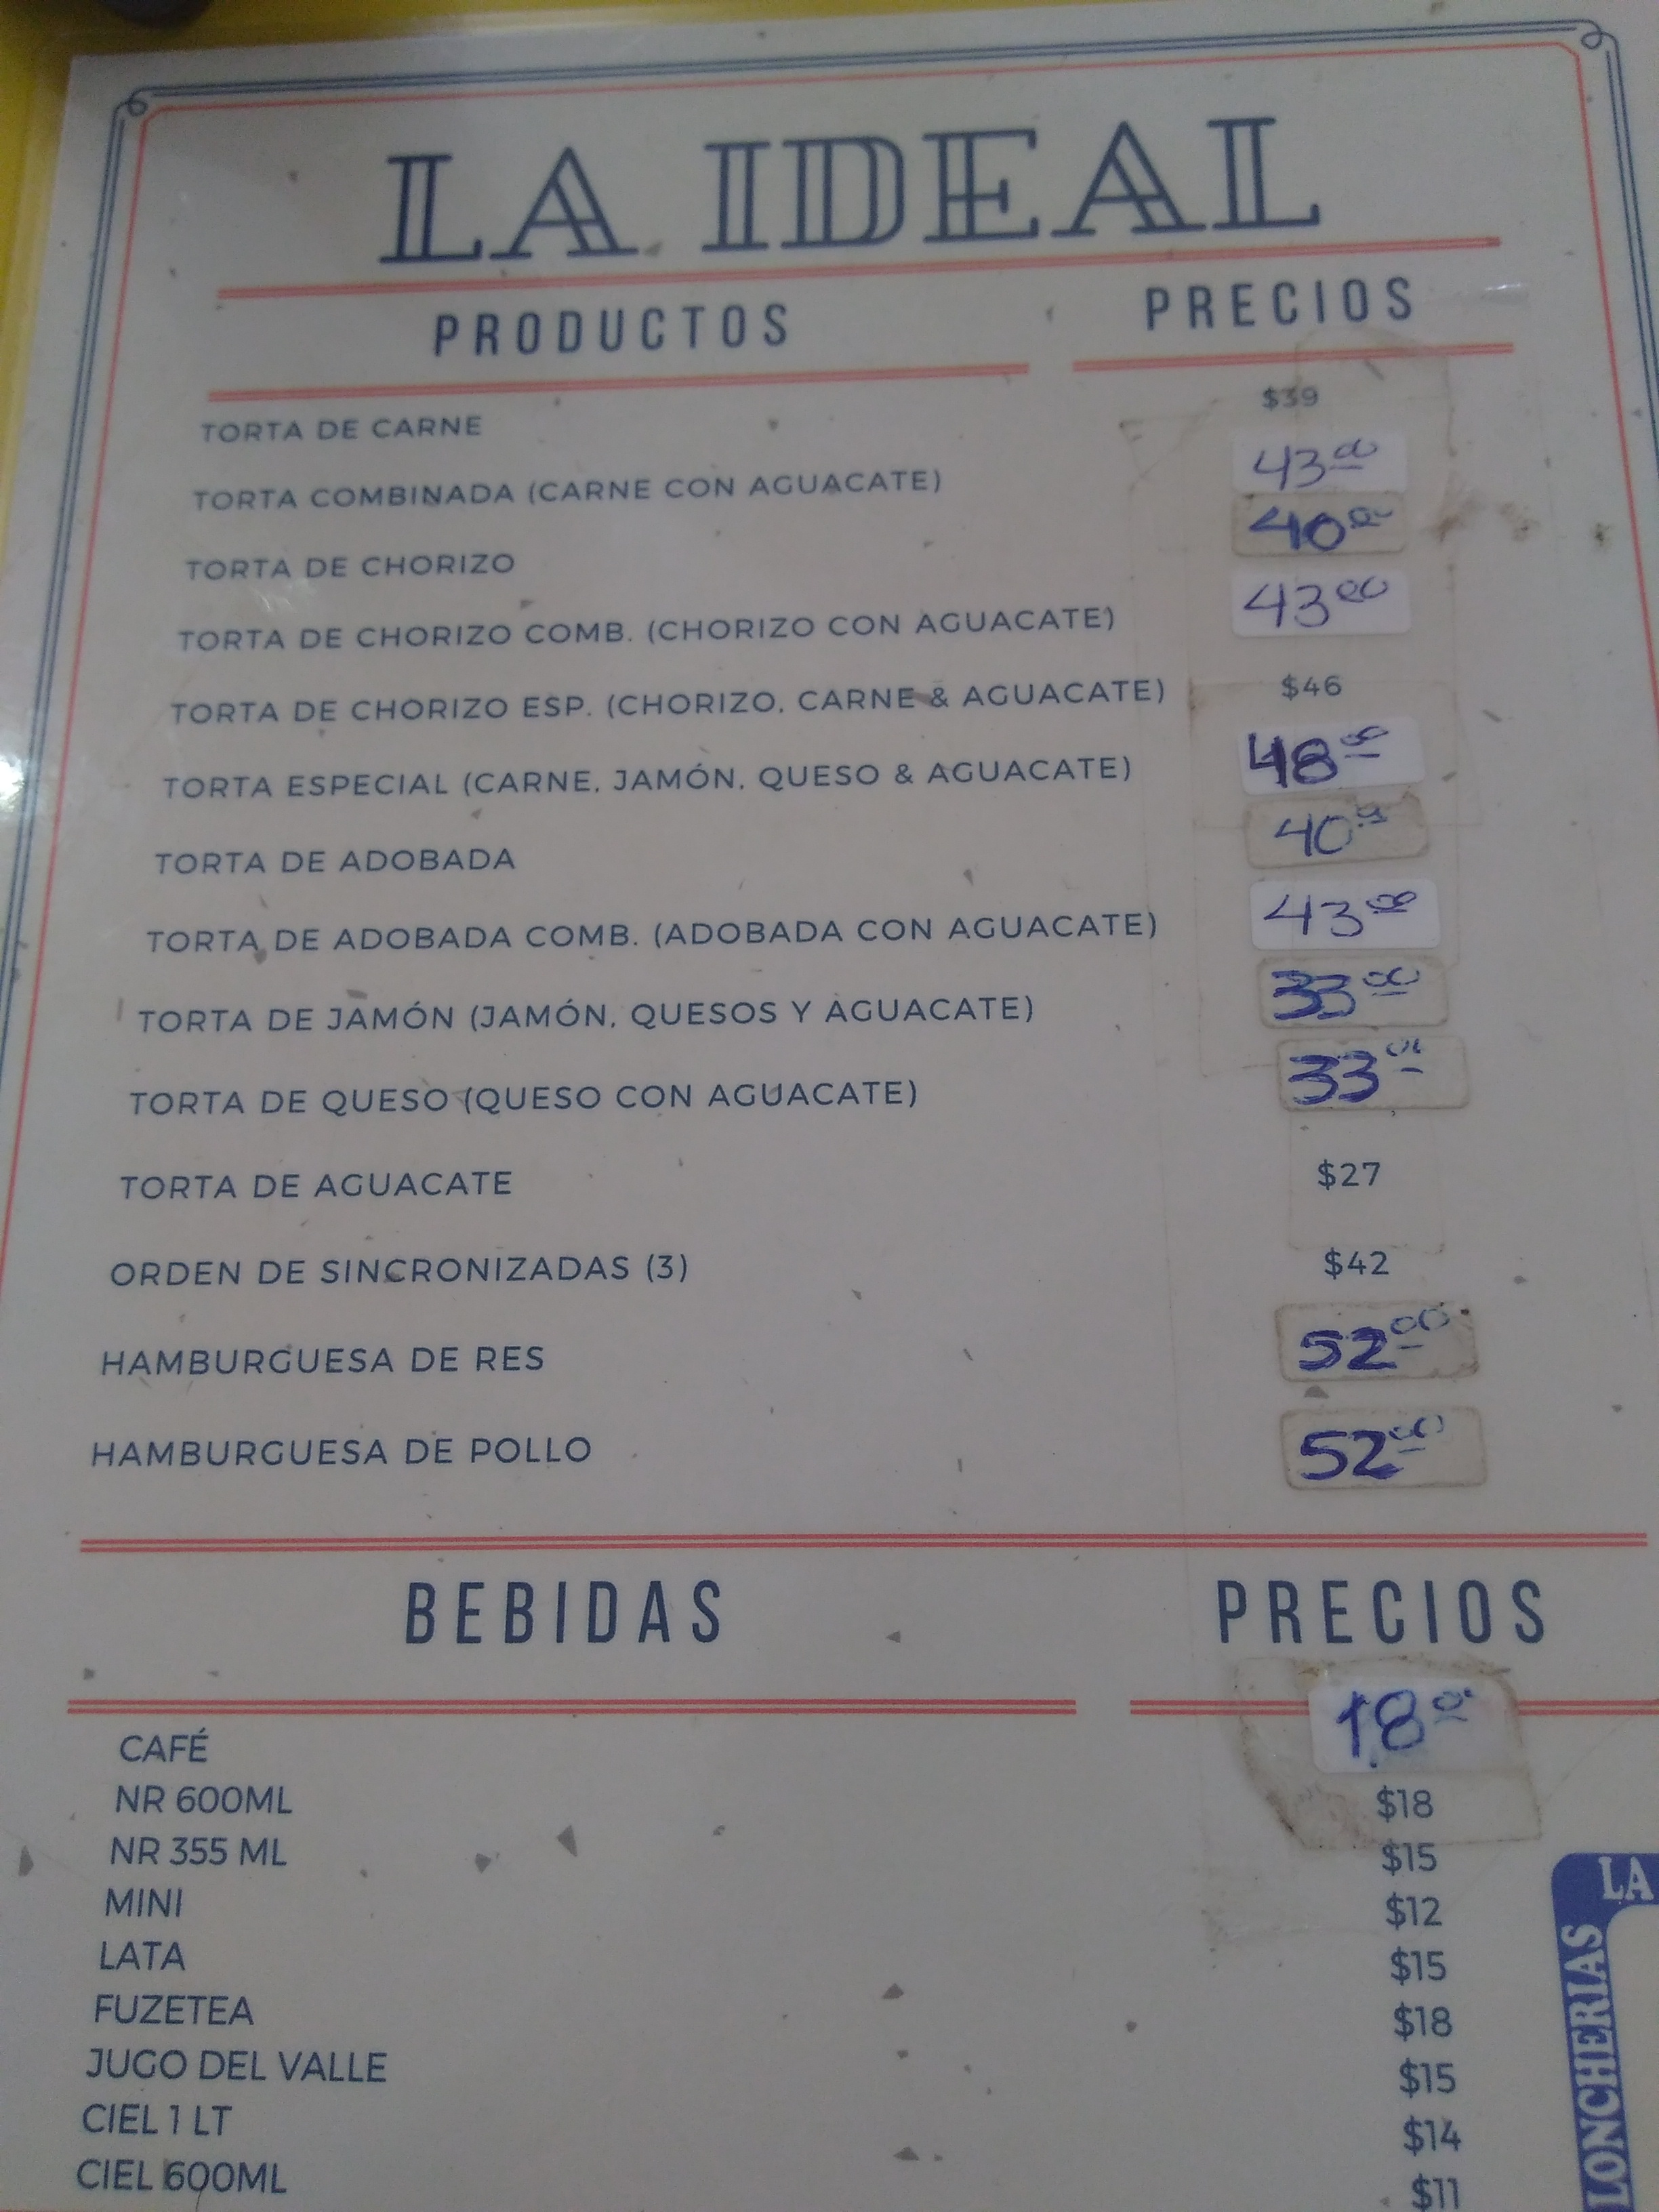 LA IDEAL
PRODUCTOS PRECIOS
TORTA DE CARNE $39
TORTA COMBINADA (CARNE CON AGUACATE) 43.00
TORTA DE CHORIZO 40.00
TORTA DE CHORIZO COMB. (CHORIZO CON AGUACATE) 43.00
TORTA DE CHORIZO ESP. (CHORIZO, CARNE & AGUACATE) $46
TORTA ESPECIAL (CARNE, JAMÓN, QUESO & AGUACATE) 48.00
TORTA DE ADOBADA 40.00
TORTA DE ADOBADA COMB. (ADOBADA CON AGUACATE) 43.00
TORTA DE JAMÓN (JAMÓN, QUESOS Y AGUACATE) 33.00
TORTA DE QUESO (QUESO CON AGUACATE) 33.00
TORTA DE AGUACATE $27
ORDEN DE SINCRONIZADAS (3) $42
HAMBURGUESA DE RES 52.00
HAMBURGUESA DE POLLO 52.00
BEBIDAS PRECIOS
CAFÉ 18.0
NR 600ML $18
NR 355 ML $15
MINI $12
LATA $15
FUZETEA $18
JUGO DEL VALLE $15
CIEL 1 LT $14
CIEL 600ML $11
LA
LONCHERIAS